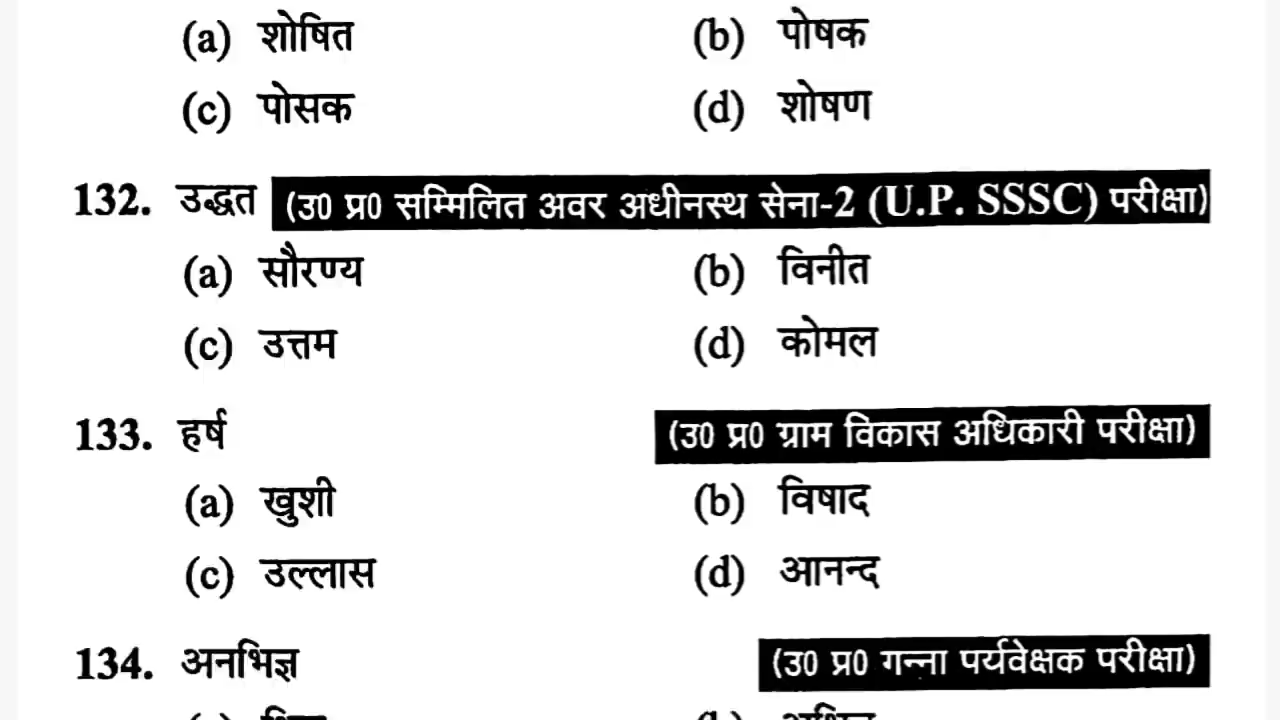 (a) शोषित (b) पोषक
(c) पोसक (d) शोषण
132. उद्धत (उ0 प्र0 सम्मिलित अवर अधीनस्थ सेना-2 (U.P. SSSC) परीक्षा)
(a) सौरण्य (b) विनीत
(c) उत्तम (d) कोमल
133. हर्ष (उ0 प्र0 ग्राम विकास अधिकारी परीक्षा)
(a) खुशी (b) विषाद
(c) उल्लास (d) आनन्द
134. अनभिज्ञ (उ0 प्र0 गन्ना पर्यवेक्षक परीक्षा)